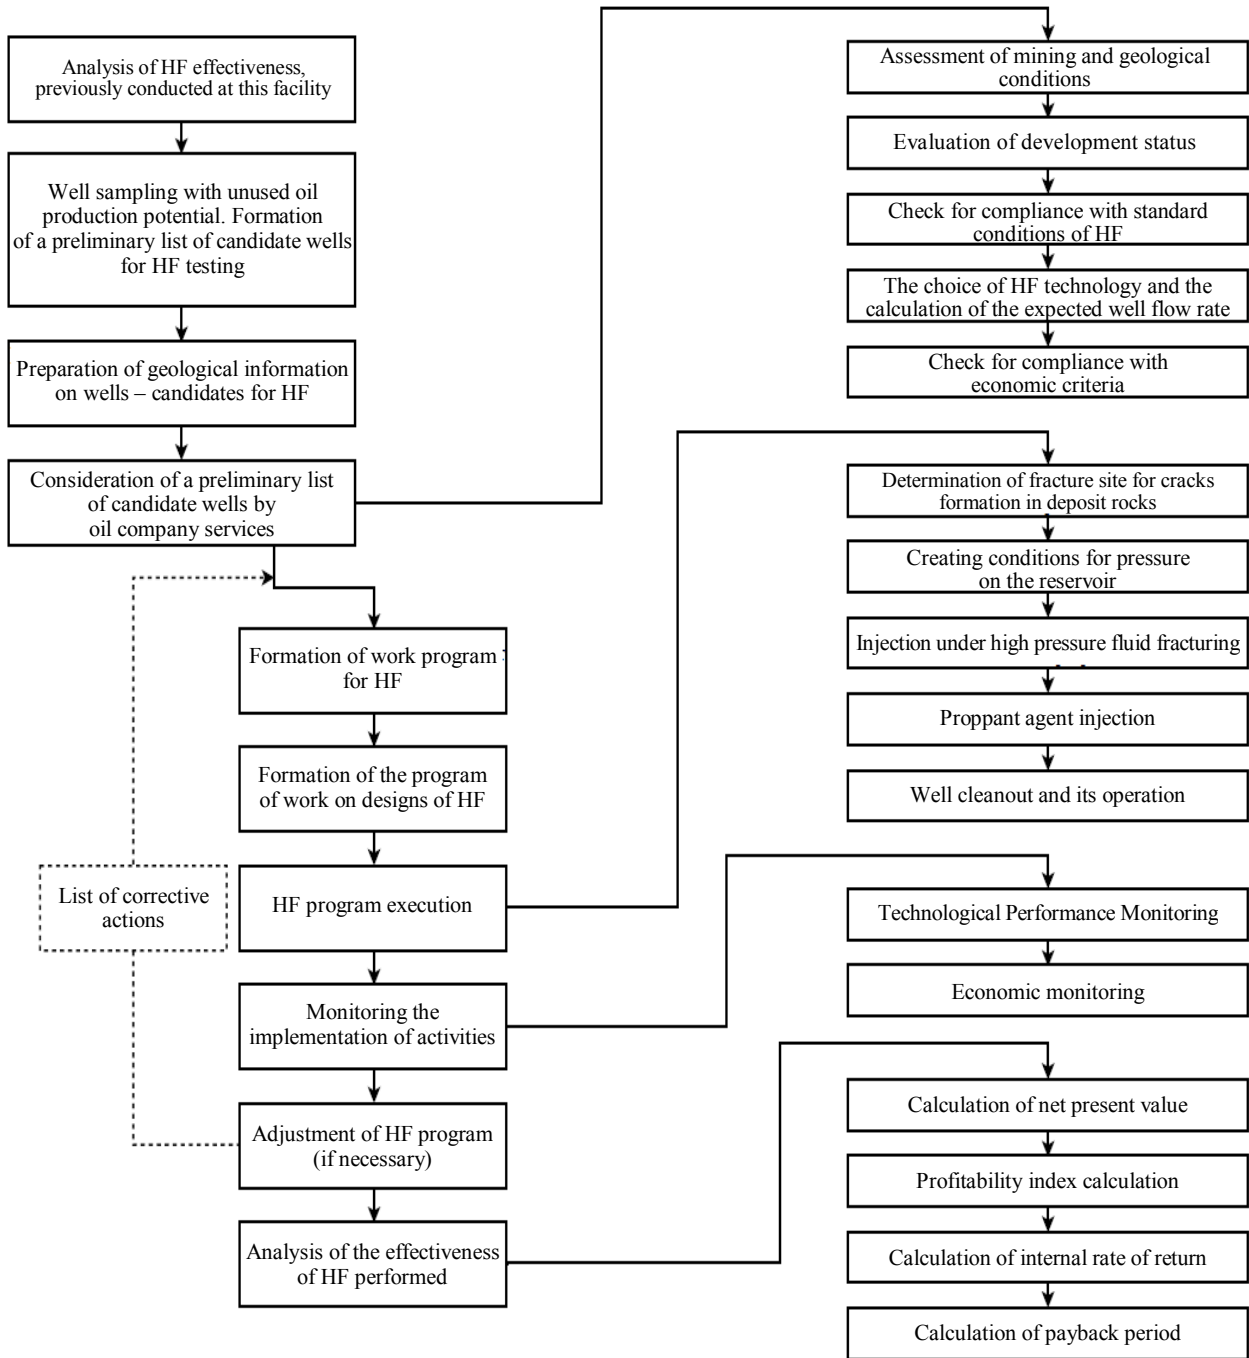 Analysis of HF effectiveness,
previously conducted at this facility
Well sampling with unused oil
production potential. Formation
of a preliminary list of candidate wells
for HF testing
Preparation of geological information
on wells – candidates for HF
Consideration of a preliminary list
of candidate wells by
oil company services
Formation of work program
for HF
Formation of the program
of work on designs of HF
HF program execution
Monitoring the
implementation of activities
Adjustment of HF program
(if necessary)
Analysis of the effectiveness
of HF performed
List of corrective
actions
Assessment of mining and geological
conditions
Evaluation of development status
Check for compliance with standard
conditions of HF
The choice of HF technology and the
calculation of the expected well flow rate
Check for compliance with
economic criteria
Determination of fracture site for cracks
formation in deposit rocks
Creating conditions for pressure
on the reservoir
Injection under high pressure fluid fracturing
Proppant agent injection
Well cleanout and its operation
Technological Performance Monitoring
Economic monitoring
Calculation of net present value
Profitability index calculation
Calculation of internal rate of return
Calculation of payback period